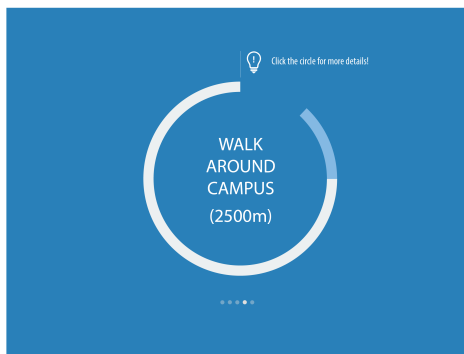 Click the circle for more details!
WALK
AROUND
CAMPUS
(2500m)